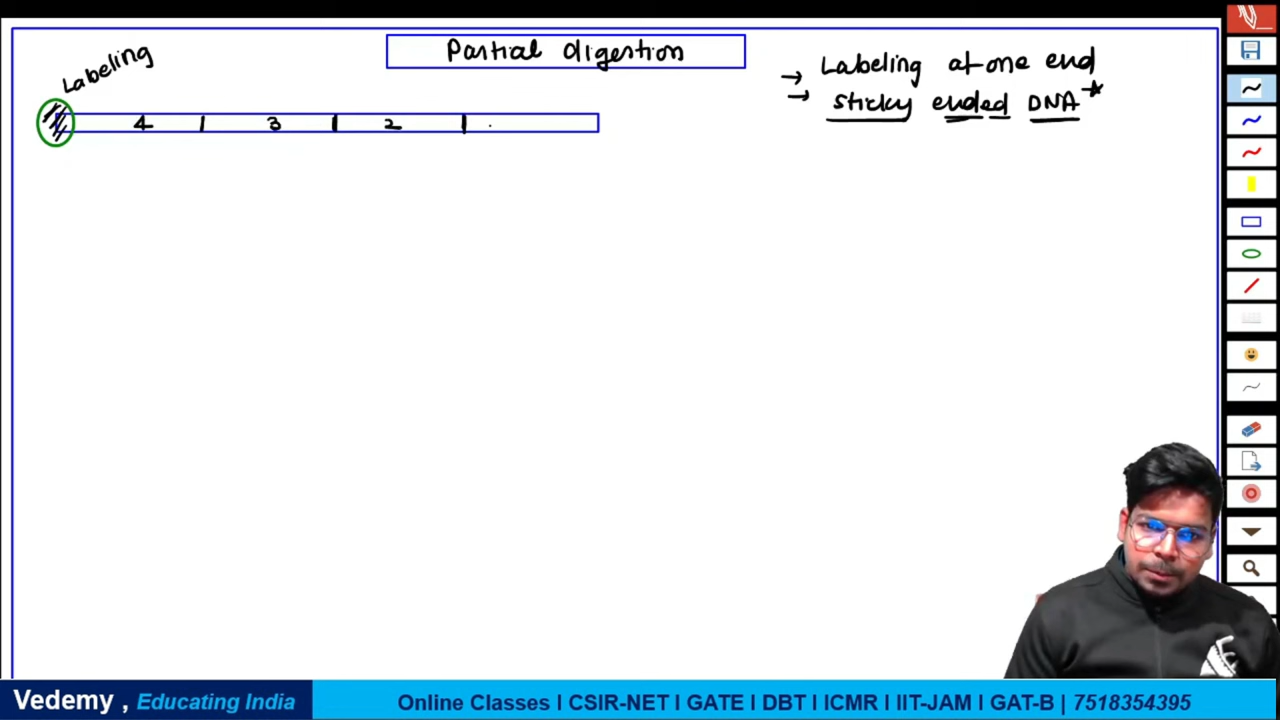 Labeling
Partial digestion
→ Labeling at one end
→ sticky ended DNA*
4 | 3 | 2 |
Vedemy , Educating India
Online Classes I CSIR-NET I GATE I DBT I ICMR I IIT-JAM I GAT-B | 7518354395